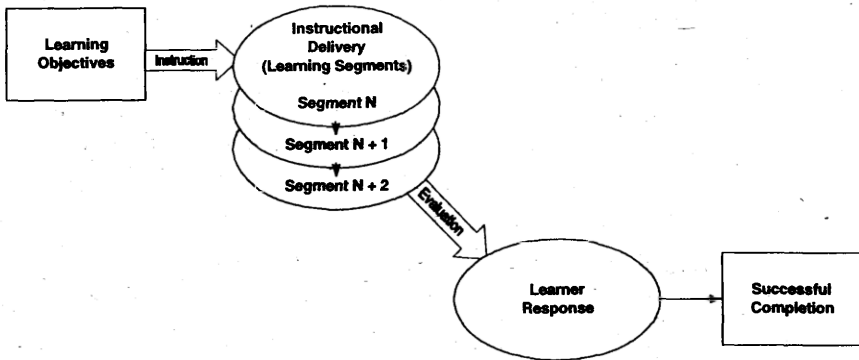 Learning
Objectives
Instruction
Instructional
Delivery
(Learning Segments)
Segment N
Segment N + 1
Segment N + 2
Evaluation
Learner
Response
Successful
Completion